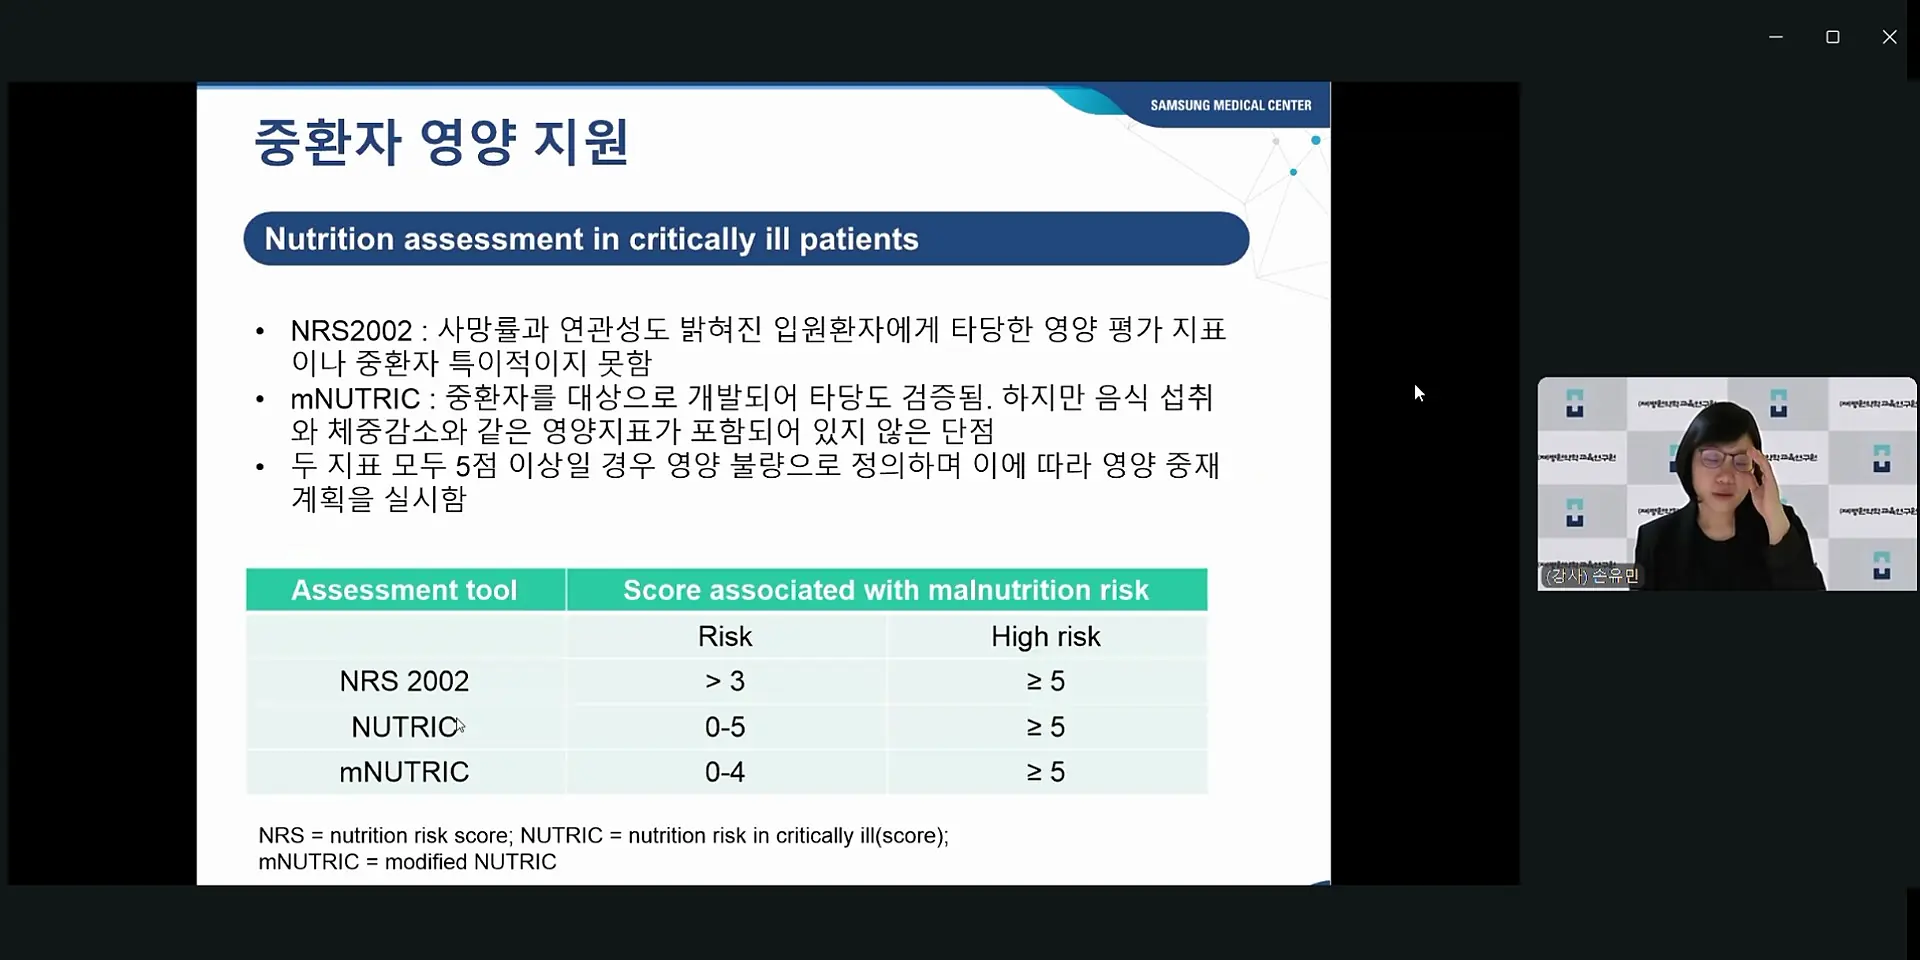 SAMSUNG MEDICAL CENTER
중환자 영양 지원
Nutrition assessment in critically ill patients
• NRS2002 : 사망률과 연관성도 밝혀진 입원환자에게 타당한 영양 평가 지표
이나 중환자 특이적이지 못함
• mNUTRIC : 중환자를 대상으로 개발되어 타당도 검증됨. 하지만 음식 섭취
와 체중감소와 같은 영양지표가 포함되어 있지 않은 단점
• 두 지표 모두 5점 이상일 경우 영양 불량으로 정의하며 이에 따라 영양 중재
계획을 실시함
Assessment tool Score associated with malnutrition risk
Risk High risk
NRS 2002 > 3 ≥ 5
NUTRIC 0-5 ≥ 5
mNUTRIC 0-4 ≥ 5
NRS = nutrition risk score; NUTRIC = nutrition risk in critically ill(score);
mNUTRIC = modified NUTRIC
(강사) 손유민